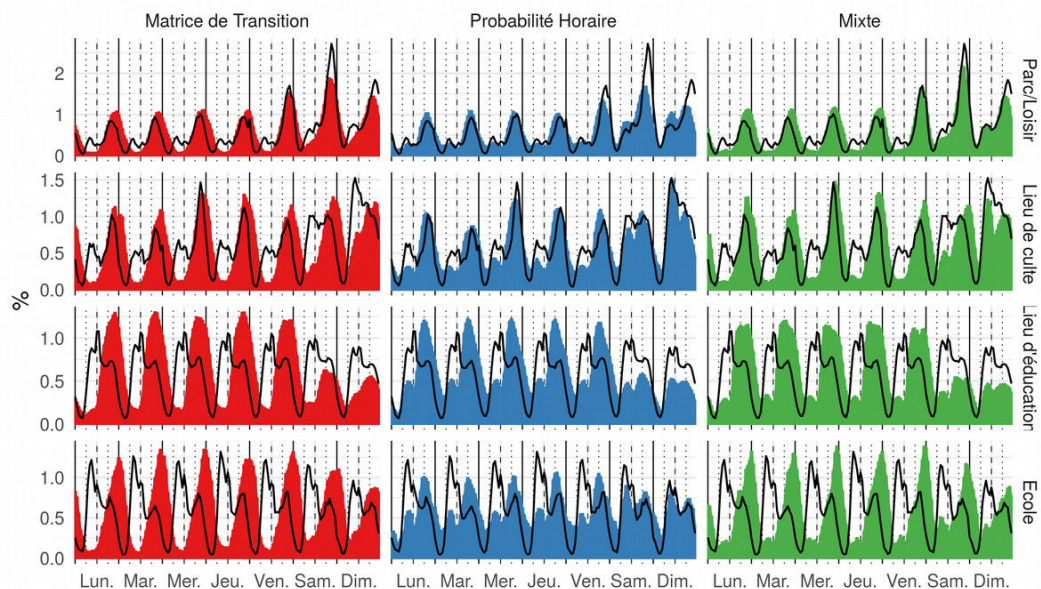 Matrice de Transition
Probabilité Horaire
Mixte
2
1
0
Parc/Loisir
1.5
1.0
0.5
0.0
Lieu de culte
%
1.0
0.5
0.0
Lieu d'éducation
1.0
0.5
0.0
Ecole
Lun. Mar. Mer. Jeu. Ven. Sam. Dim.
Lun. Mar. Mer. Jeu. Ven. Sam. Dim.
Lun. Mar. Mer. Jeu. Ven. Sam. Dim.